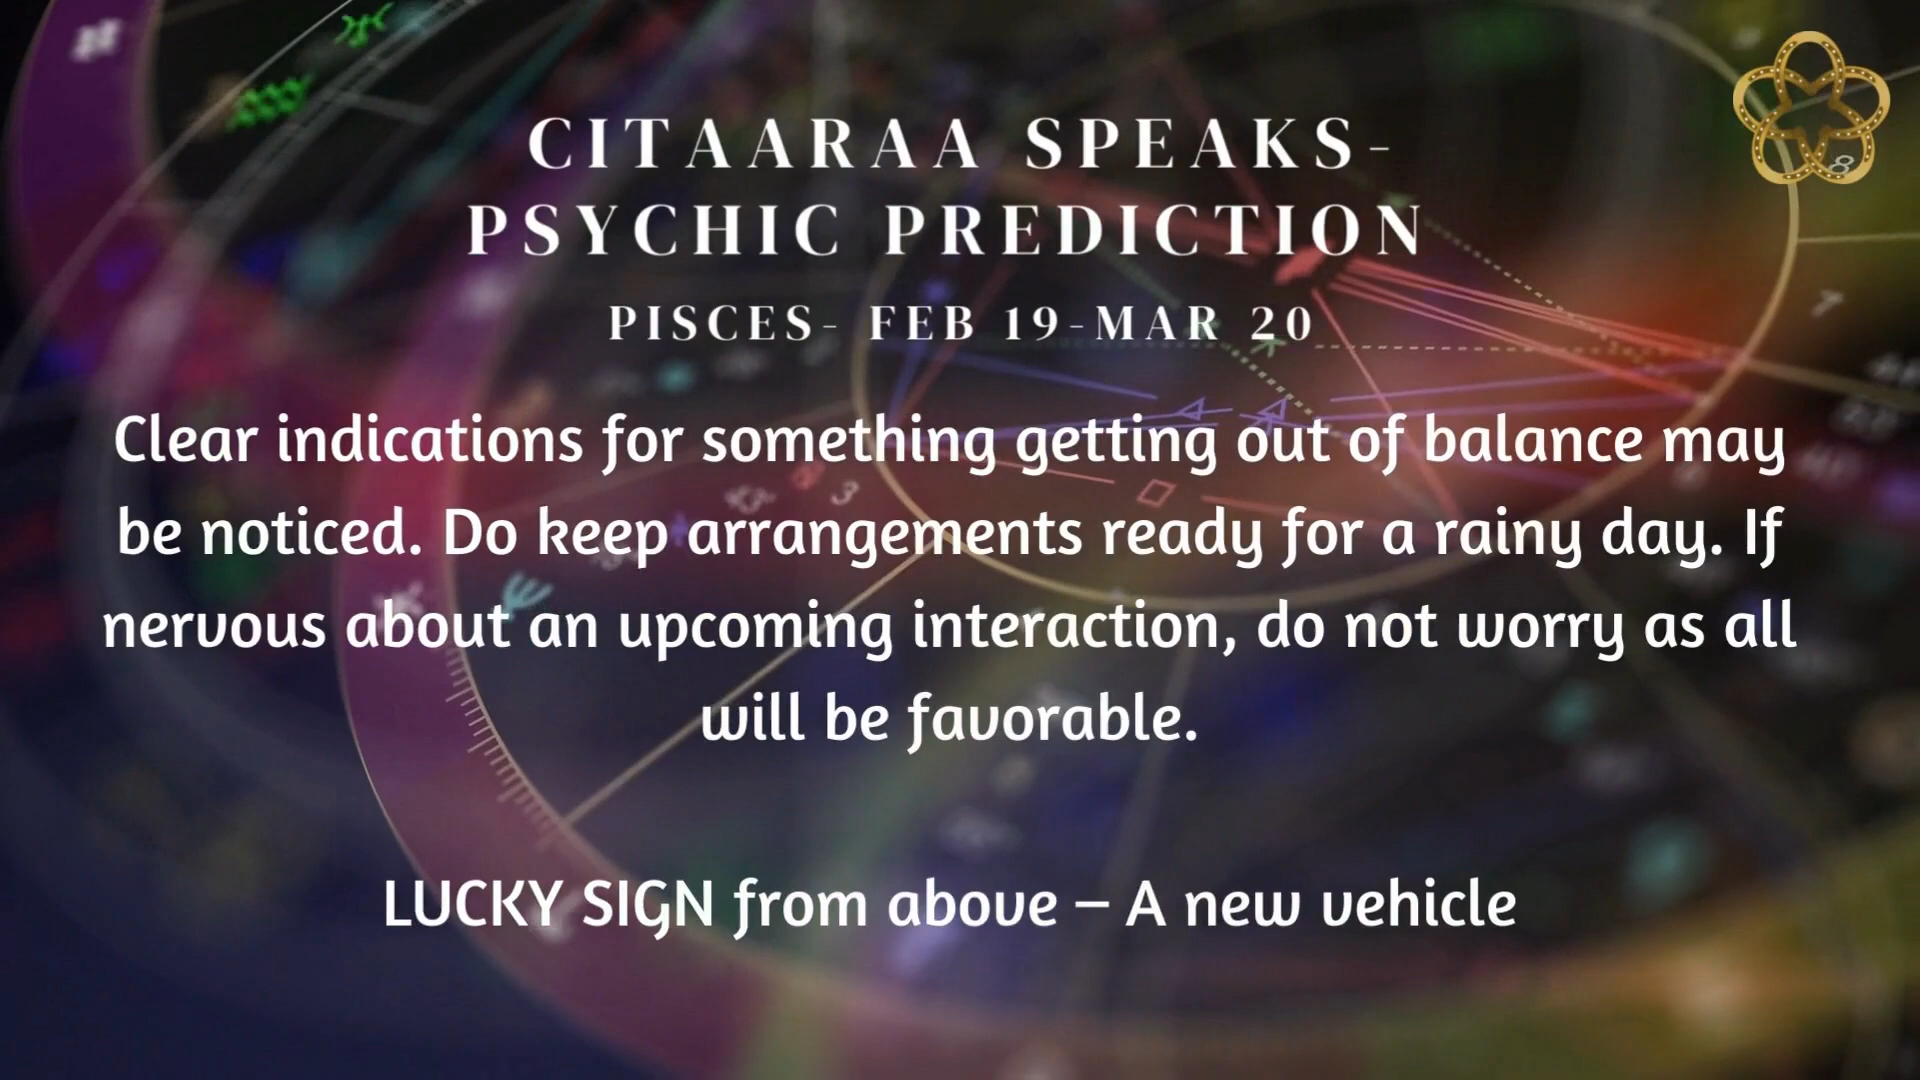 CITAARAA SPEAKS-
PSYCHIC PREDICTION
PISCES- FEB 19-MAR 20
Clear indications for something getting out of balance may
be noticed. Do keep arrangements ready for a rainy day. If
nervous about an upcoming interaction, do not worry as all
will be favorable.
LUCKY SIGN from above – A new vehicle